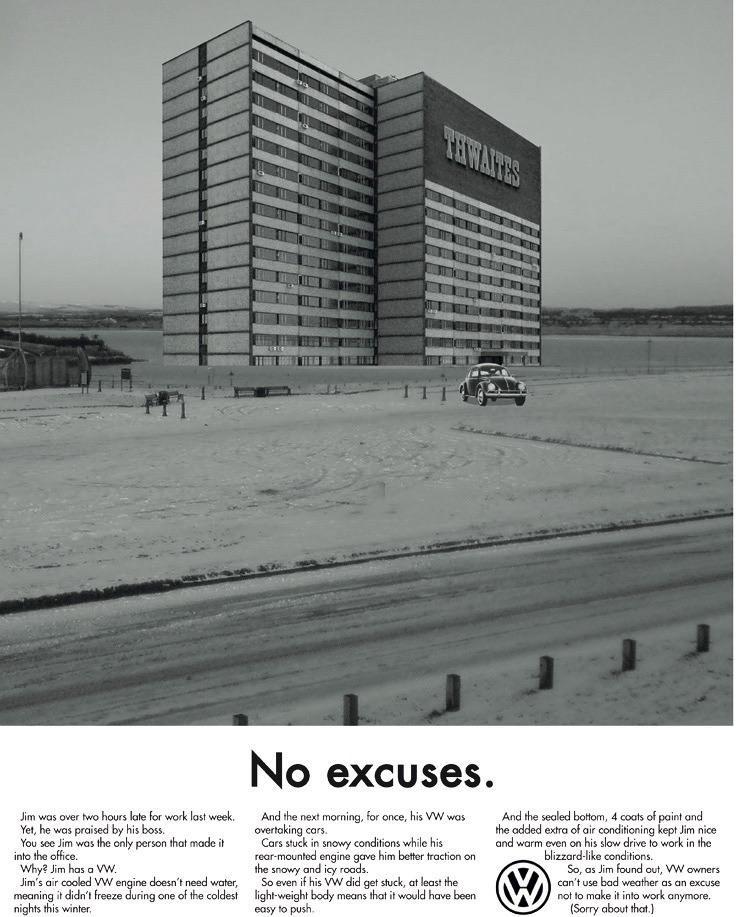 THWAITES
No excuses.
Jim was over two hours late for work last week.
Yet, he was praised by his boss.
You see Jim was the only person that made it
into the office.
Why? Jim has a VW.
Jim's air cooled VW engine doesn't need water,
meaning it didn't freeze during one of the coldest
nights this winter.
And the next morning, for once, his VW was
overtaking cars.
Cars stuck in snowy conditions while his
rear-mounted engine gave him better traction on
the snowy and icy roads.
So even if his VW did get stuck, at least the
light-weight body means that it would have been
easy to push.
And the sealed bottom, 4 coats of paint and
the added extra of air conditioning kept Jim nice
and warm even on his slow drive to work in the
blizzard-like conditions.
So, as Jim found out, VW owners
can't use bad weather as an excuse
not to make it into work anymore.
(Sorry about that.)
VW